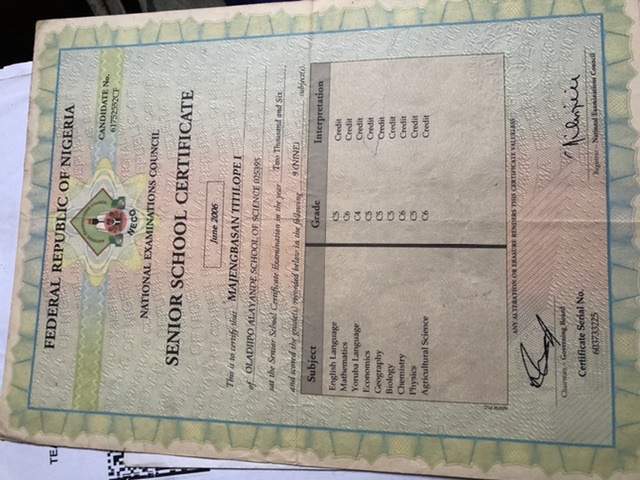 FEDERAL REPUBLIC OF NIGERIA
CANDIDATE No.
61752552CF
NECO
NATIONAL EXAMINATIONS COUNCIL
SENIOR SCHOOL CERTIFICATE
June 2006
This is to certify that MAJENGBASAN TITILOPE I
of OLADIPO ALAYANDE SCHOOL OF SCIENCE 025395
sat the Senior School Certificate Examination in the year Two Thousand and Six
and scored the grade(s) recorded below in the following 9 (NINE) subject(s).
Subject Grade Interpretation
English Language C5 Credit
Mathematics C6 Credit
Yoruba Language C4 Credit
Economics C5 Credit
Geography C5 Credit
Biology C5 Credit
Chemistry C6 Credit
Physics C5 Credit
Agricultural Science C6 Credit
ANY ALTERATION OR ERASURE RENDERS THIS CERTIFICATE VALUELESS
Chairman - Governing Board
Registrar - National Examinations Council
Certificate Serial No.
603733225